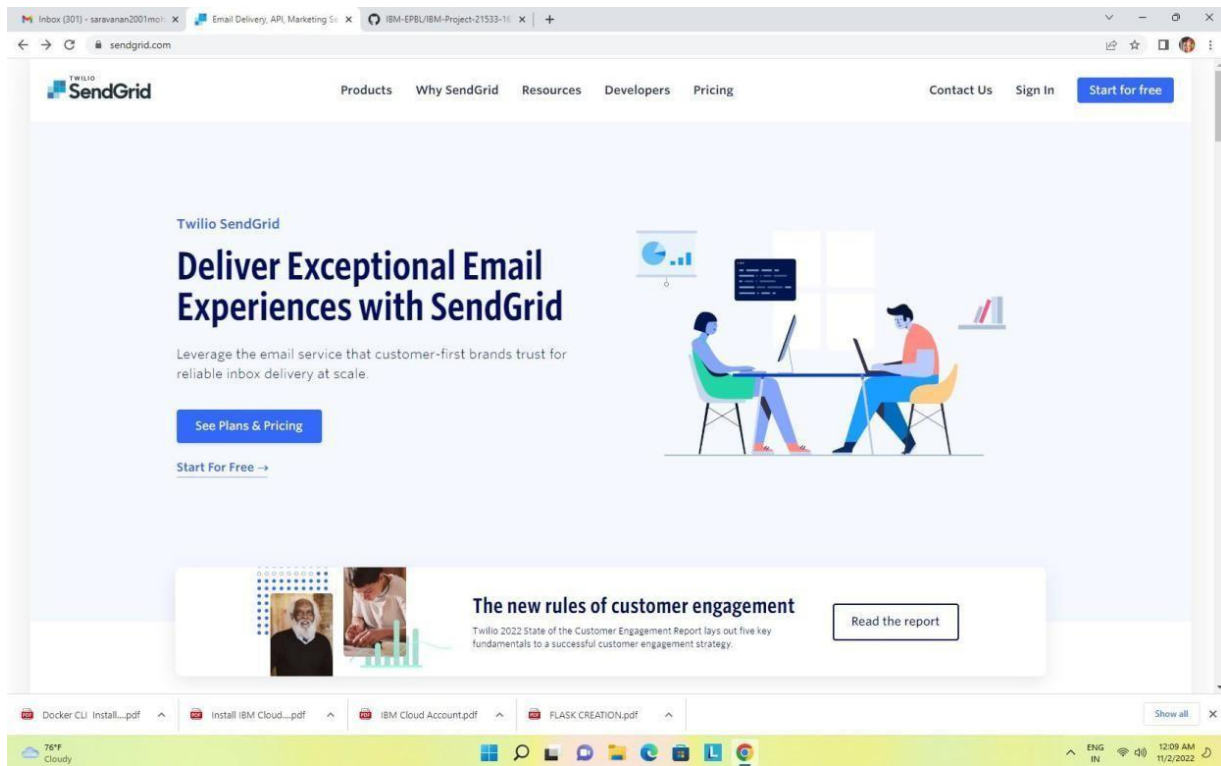 Inbox (301) - saravanan2001moh
Email Delivery, API, Marketing Se
IBM-EPBL/IBM-Project-21533-16
sendgrid.com
TWILIO
SendGrid
Products
Why SendGrid
Resources
Developers
Pricing
Contact Us
Sign In
Start for free
Twilio SendGrid
Deliver Exceptional Email
Experiences with SendGrid
Leverage the email service that customer-first brands trust for
reliable inbox delivery at scale.
See Plans & Pricing
Start For Free →
The new rules of customer engagement
Twilio 2022 State of the Customer Engagement Report lays out five key
fundamentals to a successful customer engagement strategy.
Read the report
Docker CLI Install....pdf
Install IBM Cloud....pdf
IBM Cloud Account.pdf
FLASK CREATION.pdf
Show all
76°F
Cloudy
ENG
IN
12:09 AM
11/2/2022